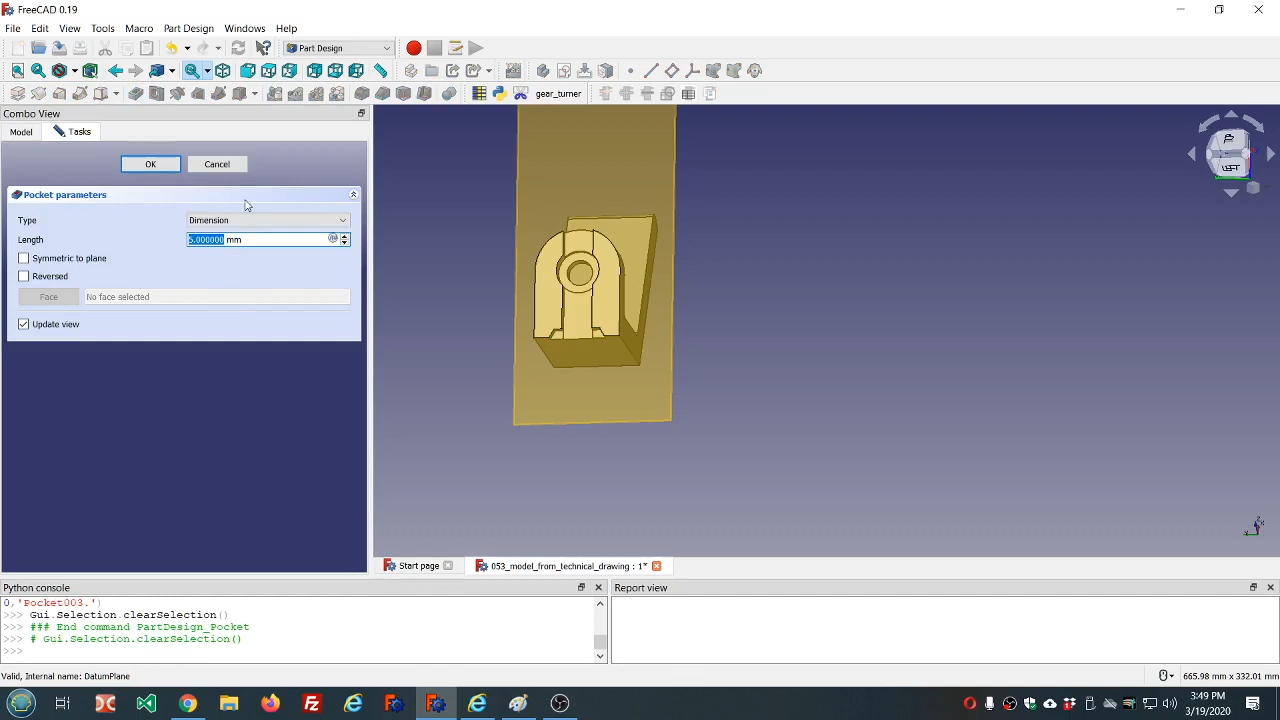 FreeCAD 0.19
File Edit View Tools Macro Part Design Windows Help
Part Design
gear_turner
Combo View
Model Tasks
OK Cancel
Pocket parameters
Type Dimension
Length 5.000000 mm
Symmetric to plane
Reversed
Face No face selected
Update view
Start page 053_model_from_technical_drawing : 1*
Python console
Report view
0,'Pocket003.')
>>> Gui.Selection.clearSelection()
>>> ### End command PartDesign_Pocket
>>> # Gui.Selection.clearSelection()
>>>
Valid, Internal name: DatumPlane
665.98 mm x 332.01 mm
3:49 PM
3/19/2020